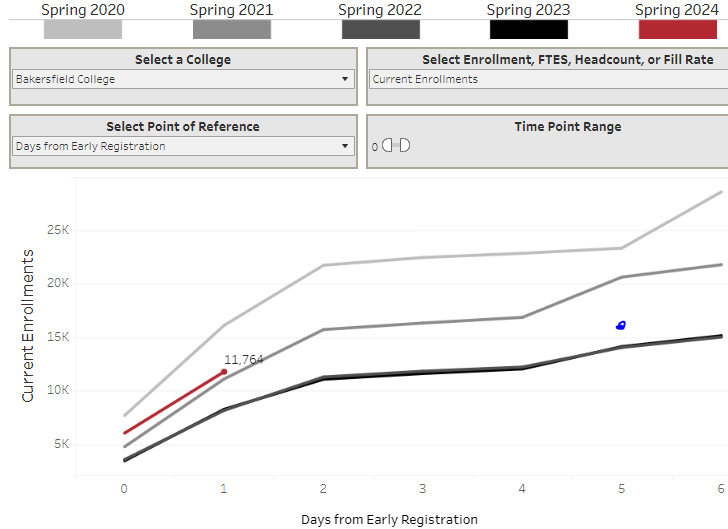 Spring 2020 Spring 2021 Spring 2022 Spring 2023 Spring 2024
Select a College
Bakersfield College
Select Enrollment, FTES, Headcount, or Fill Rate
Current Enrollments
Select Point of Reference
Days from Early Registration
Time Point Range
0
Current Enrollments
25K
20K
15K
10K
5K
11,764
0 1 2 3 4 5 6
Days from Early Registration